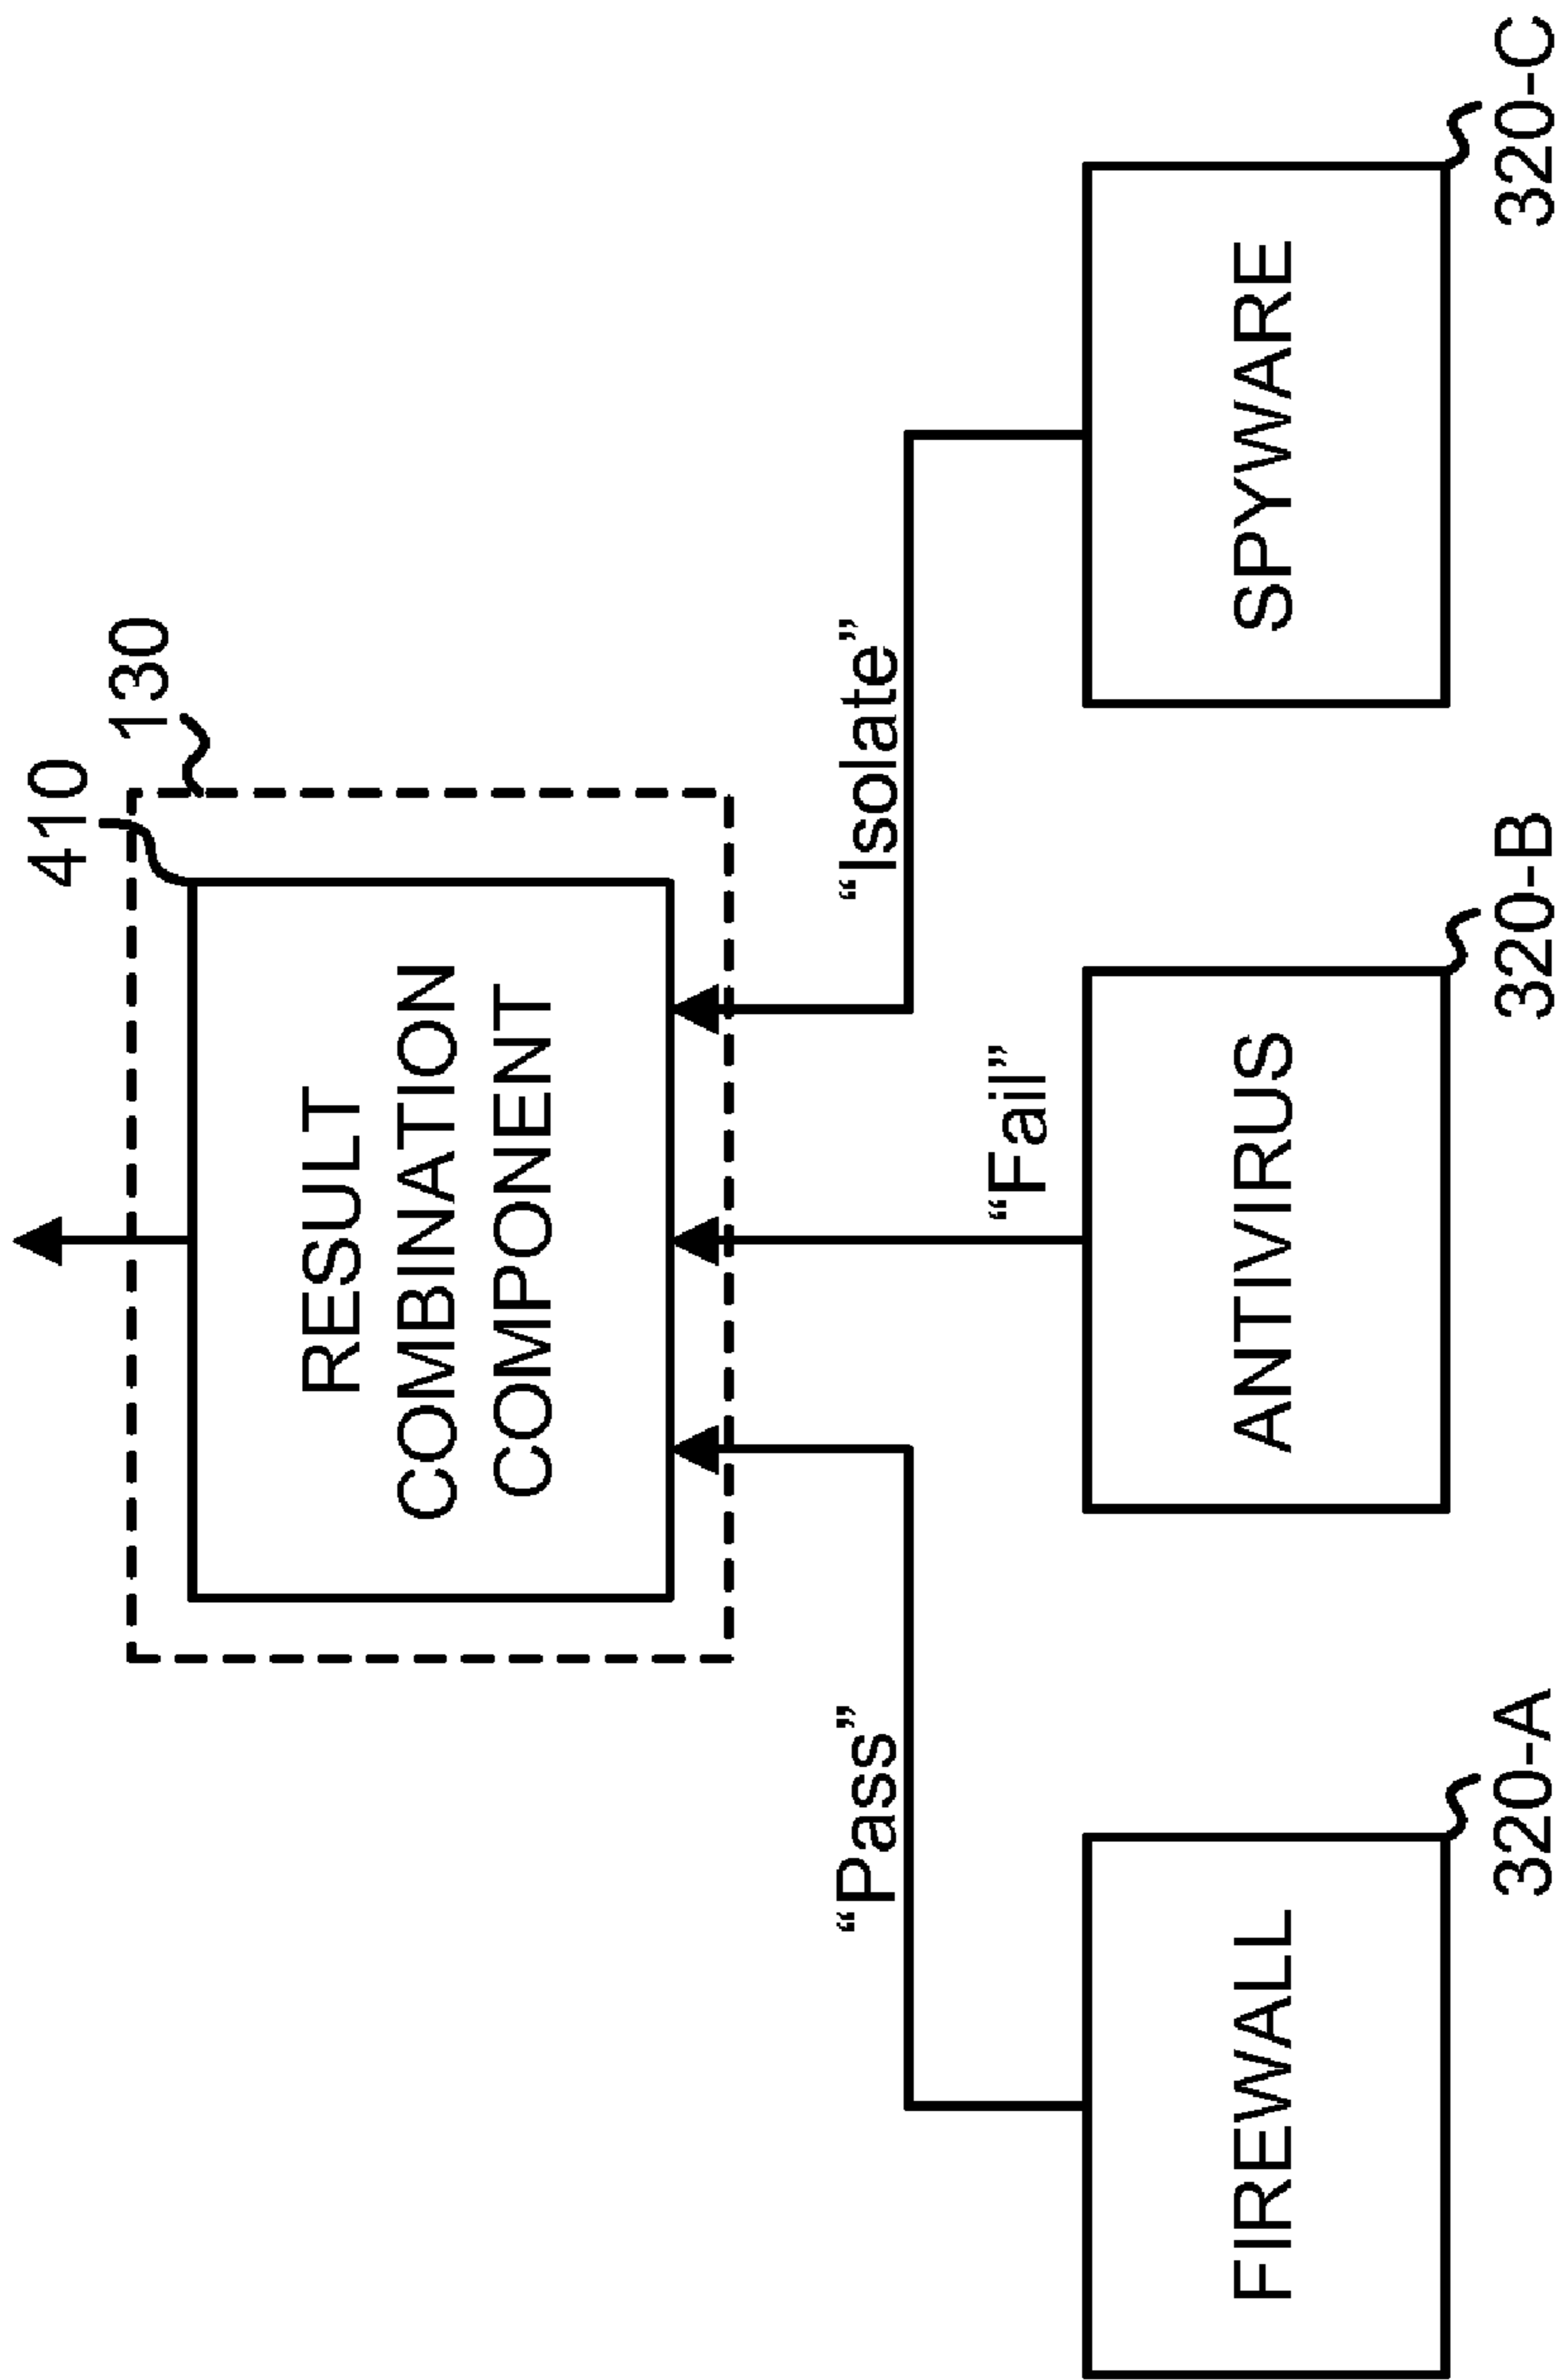 410
130
RESULT
COMBINATION
COMPONENT
“Pass”
“Fail”
“Isolate”
FIREWALL
ANTIVIRUS
SPYWARE
320-A
320-B
320-C